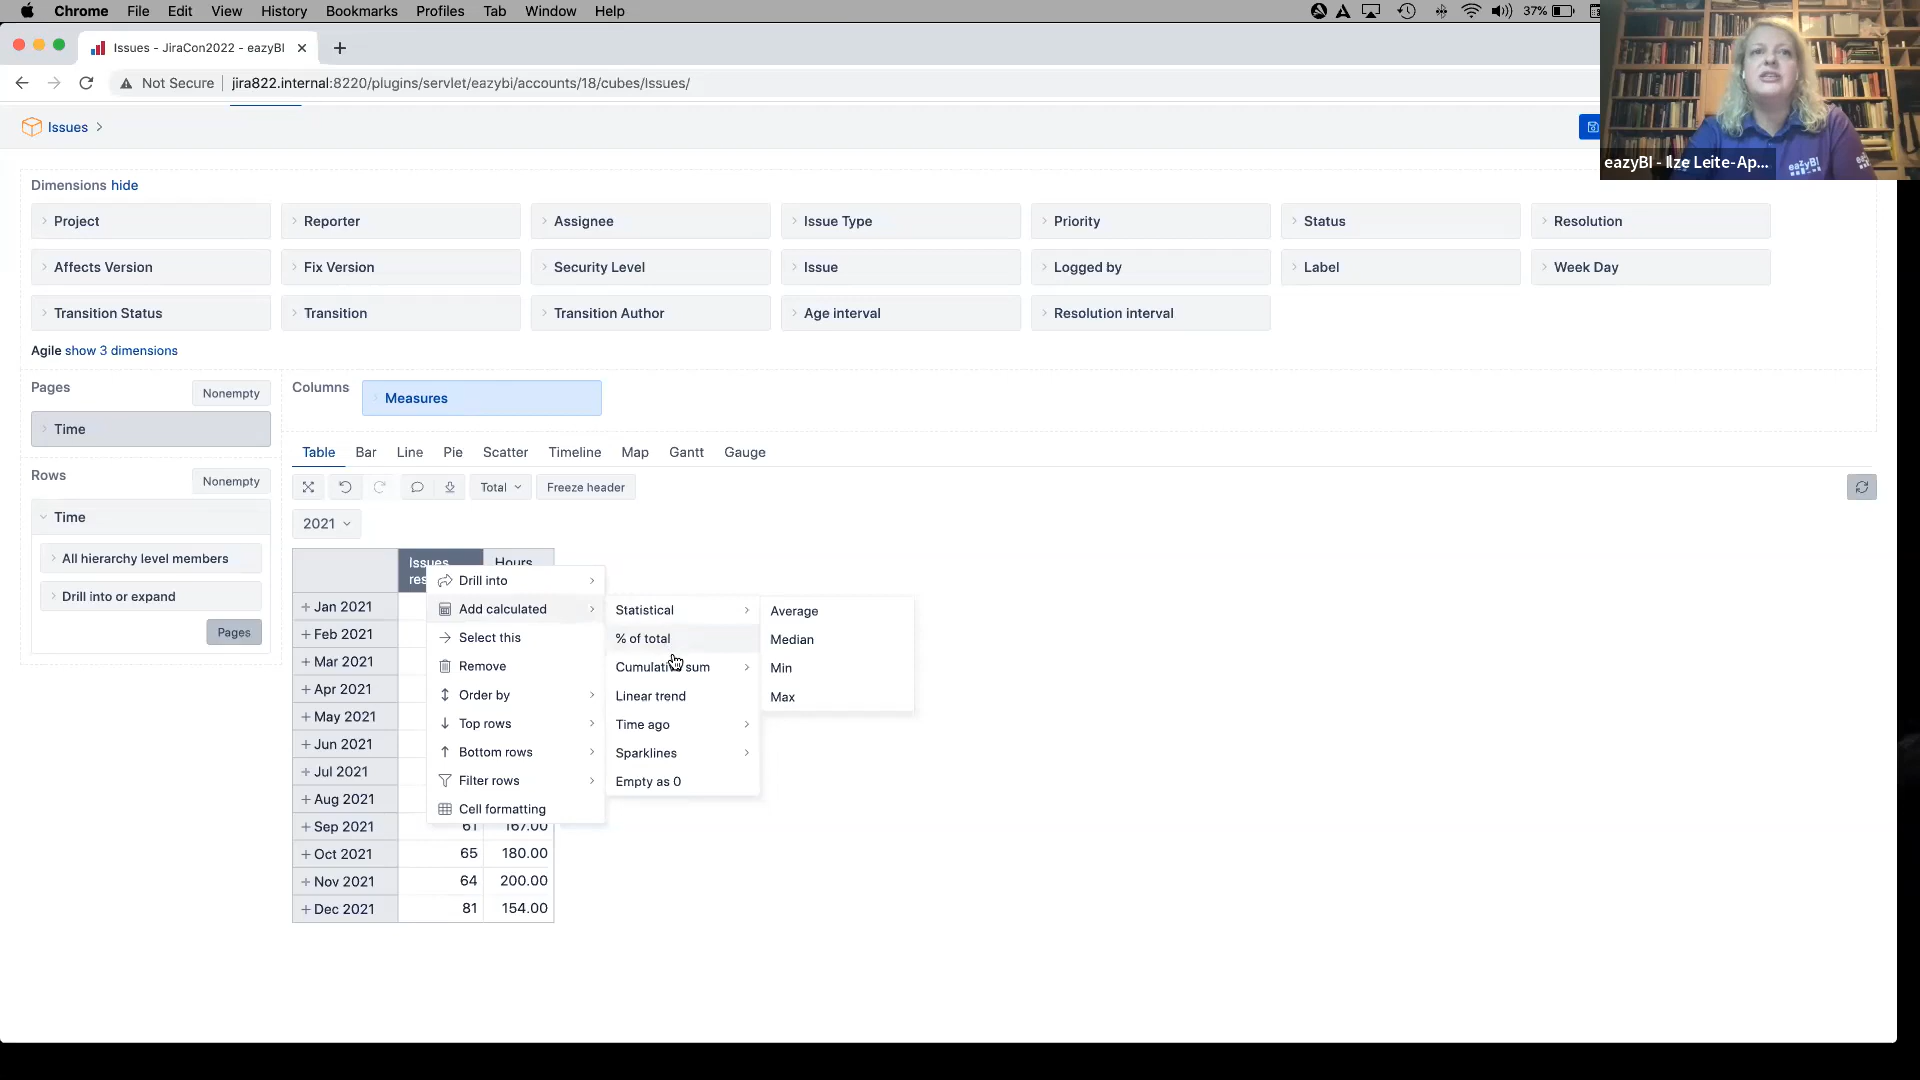 Chrome File Edit View History Bookmarks Profiles Tab Window Help 37%
Issues - JiraCon2022 - eazyBI
Not Secure jira822.internal:8220/plugins/servlet/eazybi/accounts/18/cubes/Issues/
eazyBI - Ilze Leite-Ap...
Issues
Dimensions hide
Project Reporter Assignee Issue Type Priority Status Resolution
Affects Version Fix Version Security Level Issue Logged by Label Week Day
Transition Status Transition Transition Author Age interval Resolution interval
Agile show 3 dimensions
Pages Nonempty
Time
Rows Nonempty
Time
All hierarchy level members
Drill into or expand
Pages
Columns Measures
Table Bar Line Pie Scatter Timeline Map Gantt Gauge
Total Freeze header
2021
Issues Hours
res
+ Jan 2021
+ Feb 2021
+ Mar 2021
+ Apr 2021
+ May 2021
+ Jun 2021
+ Jul 2021
+ Aug 2021
+ Sep 2021 61 167.00
+ Oct 2021 65 180.00
+ Nov 2021 64 200.00
+ Dec 2021 81 154.00
Drill into
Add calculated
Select this
Remove
Order by
Top rows
Bottom rows
Filter rows
Cell formatting
Statistical
% of total
Cumulative sum
Linear trend
Time ago
Sparklines
Empty as 0
Average
Median
Min
Max